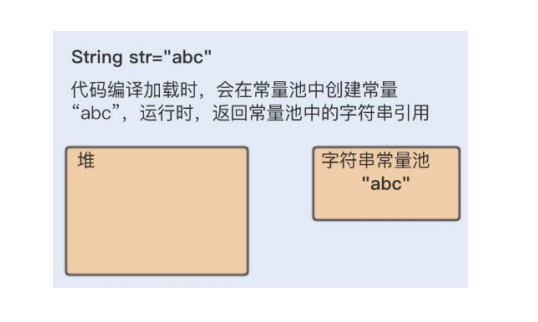 String str="abc"
代码编译加载时，会在常量池中创建常量
“abc”，运行时，返回常量池中的字符串引用
堆
字符串常量池
"abc"